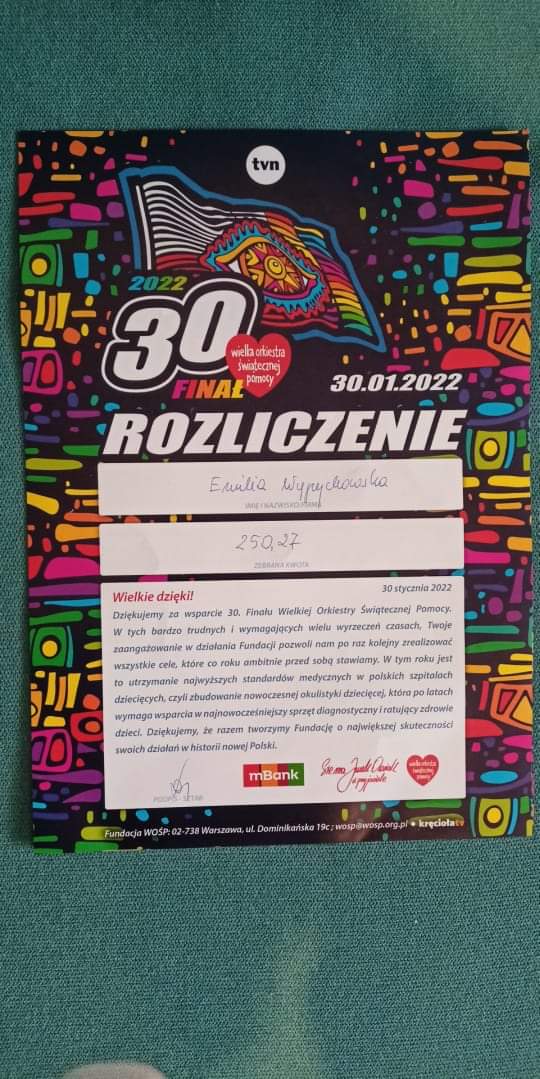 tvn
2022
30
FINAŁ
wielka orkiestra
świątecznej
pomocy
30.01.2022
ROZLICZENIE
Emilia Wypychowska
IMIĘ I NAZWISKO/FIRMA
250,27
ZEBRANA KWOTA
30 stycznia 2022
Wielkie dzięki!
Dziękujemy za wsparcie 30. Finału Wielkiej Orkiestry Świątecznej Pomocy.
W tych bardzo trudnych i wymagających wielu wyrzeczeń czasach, Twoje
zaangażowanie w działania Fundacji pozwoli nam po raz kolejny zrealizować
wszystkie cele, które co roku ambitnie przed sobą stawiamy. W tym roku jest
to utrzymanie najwyższych standardów medycznych w polskich szpitalach
dziecięcych, czyli zbudowanie nowoczesnej okulistyki dziecięcej, która po latach
wymaga wsparcia w najnowocześniejszy sprzęt diagnostyczny i ratujący zdrowie
dzieci. Dziękujemy, że razem tworzymy Fundację o największej skuteczności
swoich działań w historii nowej Polski.
PODPIS - SZTAB
mBank
wielka orkiestra
świątecznej
pomocy
Fundacja WOŚP: 02-738 Warszawa, ul. Dominikańska 19c ; wosp@wosp.org.pl • kręciołatv